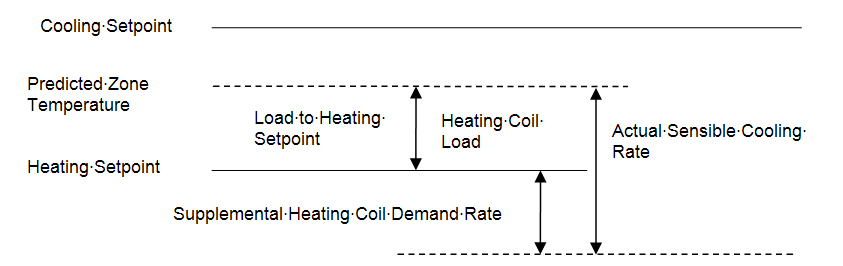 Cooling·Setpoint
Predicted·Zone
Temperature
Load·to·Heating·
Setpoint
Heating·Coil·
Load
Actual·Sensible·Cooling·
Rate
Heating·Setpoint
Supplemental·Heating·Coil·Demand·Rate